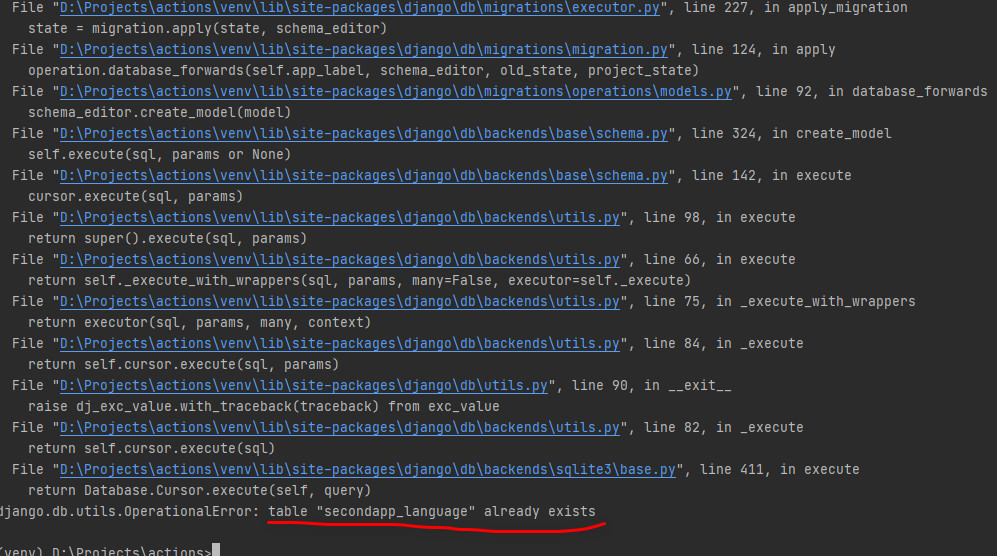 File "D:\Projects\actions\venv\lib\site-packages\django\db\migrations\executor.py", line 227, in apply_migration
state = migration.apply(state, schema_editor)
File "D:\Projects\actions\venv\lib\site-packages\django\db\migrations\migration.py", line 124, in apply
operation.database_forwards(self.app_label, schema_editor, old_state, project_state)
File "D:\Projects\actions\venv\lib\site-packages\django\db\migrations\operations\models.py", line 92, in database_forwards
schema_editor.create_model(model)
File "D:\Projects\actions\venv\lib\site-packages\django\db\backends\base\schema.py", line 324, in create_model
self.execute(sql, params or None)
File "D:\Projects\actions\venv\lib\site-packages\django\db\backends\base\schema.py", line 142, in execute
cursor.execute(sql, params)
File "D:\Projects\actions\venv\lib\site-packages\django\db\backends\utils.py", line 98, in execute
return super().execute(sql, params)
File "D:\Projects\actions\venv\lib\site-packages\django\db\backends\utils.py", line 66, in execute
return self._execute_with_wrappers(sql, params, many=False, executor=self._execute)
File "D:\Projects\actions\venv\lib\site-packages\django\db\backends\utils.py", line 75, in _execute_with_wrappers
return executor(sql, params, many, context)
File "D:\Projects\actions\venv\lib\site-packages\django\db\backends\utils.py", line 84, in _execute
return self.cursor.execute(sql, params)
File "D:\Projects\actions\venv\lib\site-packages\django\db\utils.py", line 90, in __exit__
raise dj_exc_value.with_traceback(traceback) from exc_value
File "D:\Projects\actions\venv\lib\site-packages\django\db\backends\utils.py", line 82, in _execute
return self.cursor.execute(sql)
File "D:\Projects\actions\venv\lib\site-packages\django\db\backends\sqlite3\base.py", line 411, in execute
return Database.Cursor.execute(self, query)
django.db.utils.OperationalError: table "secondapp_language" already exists
(venv) D:\Projects\actions>